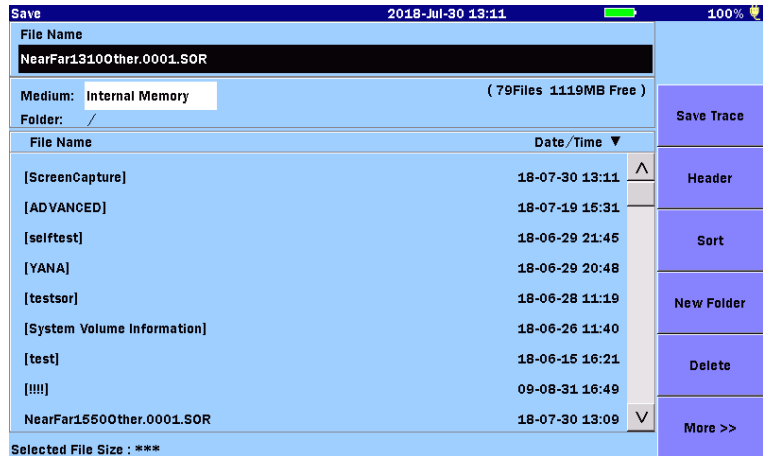 Save 2018-Jul-30 13:11 100%
File Name
NearFar1310Other.0001.SOR
Medium: Internal Memory ( 79Files 1119MB Free )
Folder: /
File Name Date/Time ▼
[ScreenCapture] 18-07-30 13:11
[ADVANCED] 18-07-19 15:31
[selftest] 18-06-29 21:45
[YANA] 18-06-29 20:48
[testsor] 18-06-28 11:19
[System Volume Information] 18-06-26 11:40
[test] 18-06-15 16:21
[!!!!] 09-08-31 16:49
NearFar1550Other.0001.SOR 18-07-30 13:09
Selected File Size : ***
Save Trace
Header
Sort
New Folder
Delete
More >>